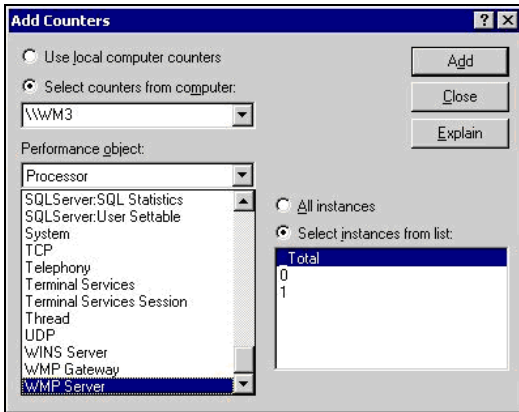 Add Counters
Use local computer counters
Select counters from computer:
\\WM3
Performance object:
Processor
SQLServer:SQL Statistics
SQLServer:User Settable
System
TCP
Telephony
Terminal Services
Terminal Services Session
Thread
UDP
WINS Server
WMP Gateway
WMP Server
Add
Close
Explain
All instances
Select instances from list:
_Total
0
1